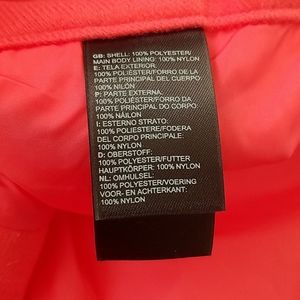 GB: SHELL: 100% POLYESTER/
MAIN BODY LINING: 100% NYLON
E: TELA EXTERIOR:
100% POLIÉSTER/FORRO DE LA
PARTE PRINCIPAL DEL CUERPO:
100% NILÓN
P: PARTE EXTERNA:
100% POLIÉSTER/FORRO DA
PARTE PRINCIPAL DO CORPO:
100% NÁILON
I: ESTERNO STRATO:
100% POLIESTERE/FODERA
DEL CORPO PRINCIPALE:
100% NYLON
D: OBERSTOFF:
100% POLYESTER/FUTTER
HAUPTKÖRPER: 100% NYLON
NL: OMHULSEL:
100% POLYESTER/VOERING
VOOR- EN ACHTERKANT:
100% NYLON